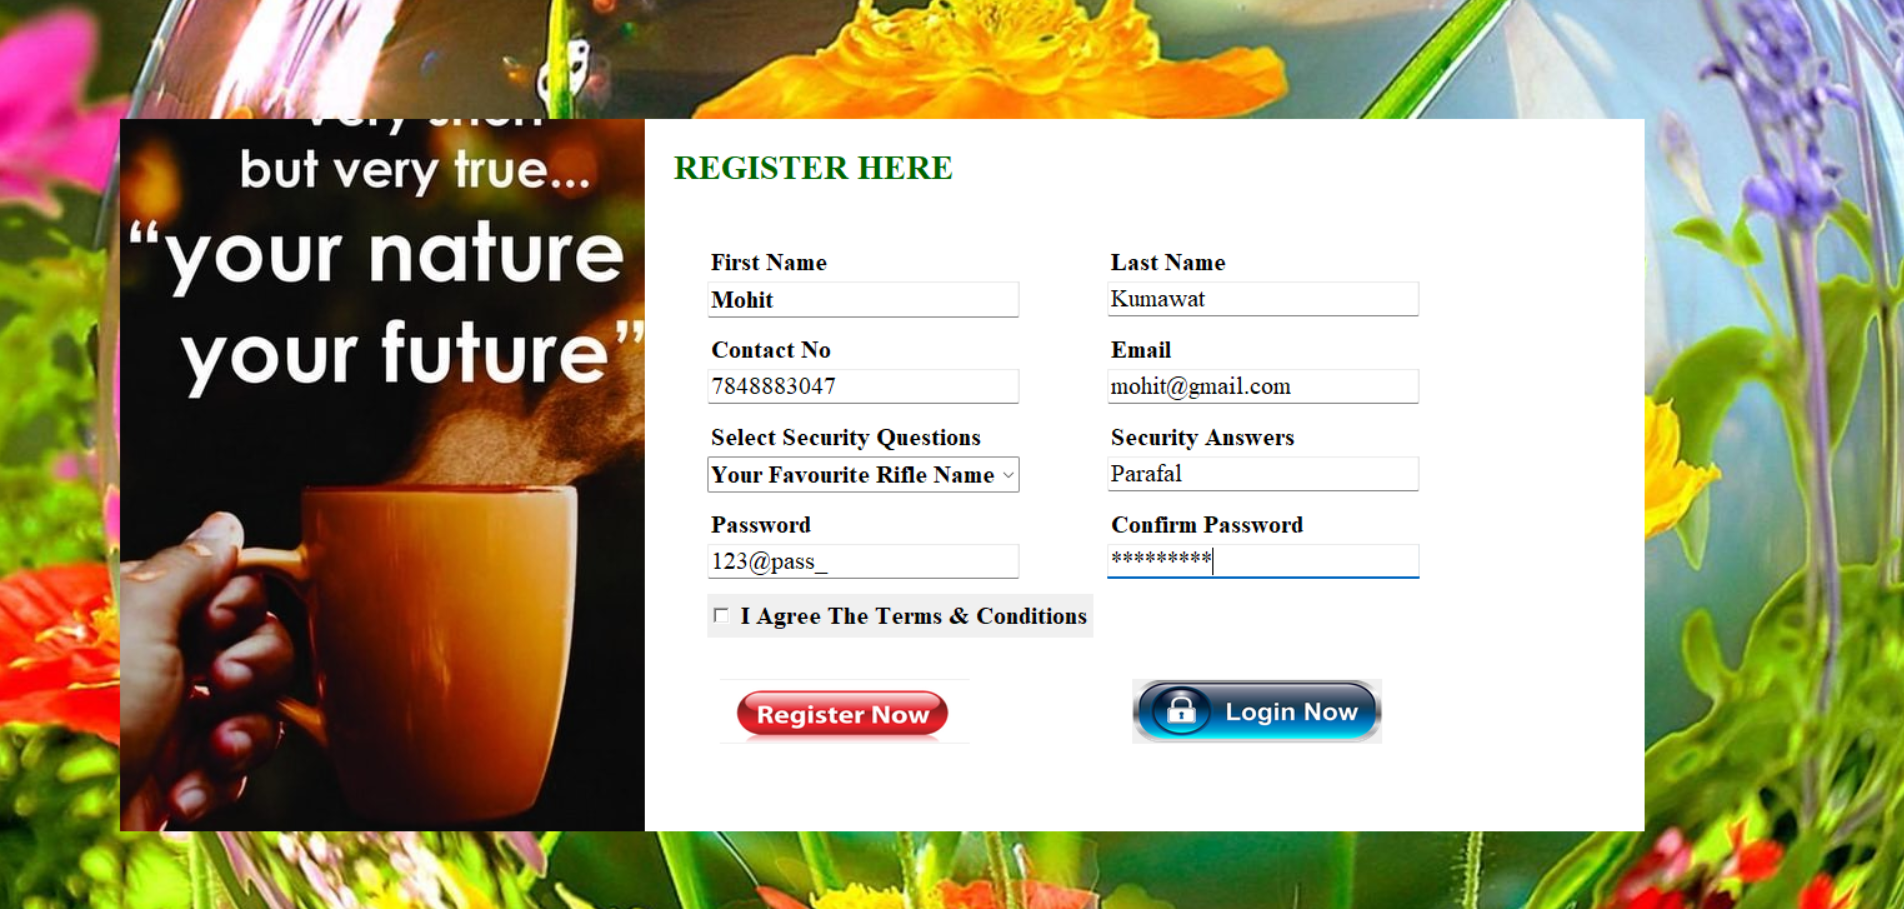 but very true...
“your nature
your future”
REGISTER HERE
First Name
Last Name
Mohit
Kumawat
Contact No
Email
7848883047
mohit@gmail.com
Select Security Questions
Security Answers
Your Favourite Rifle Name
Parafal
Password
Confirm Password
123@pass_
*********
I Agree The Terms & Conditions
Register Now
Login Now